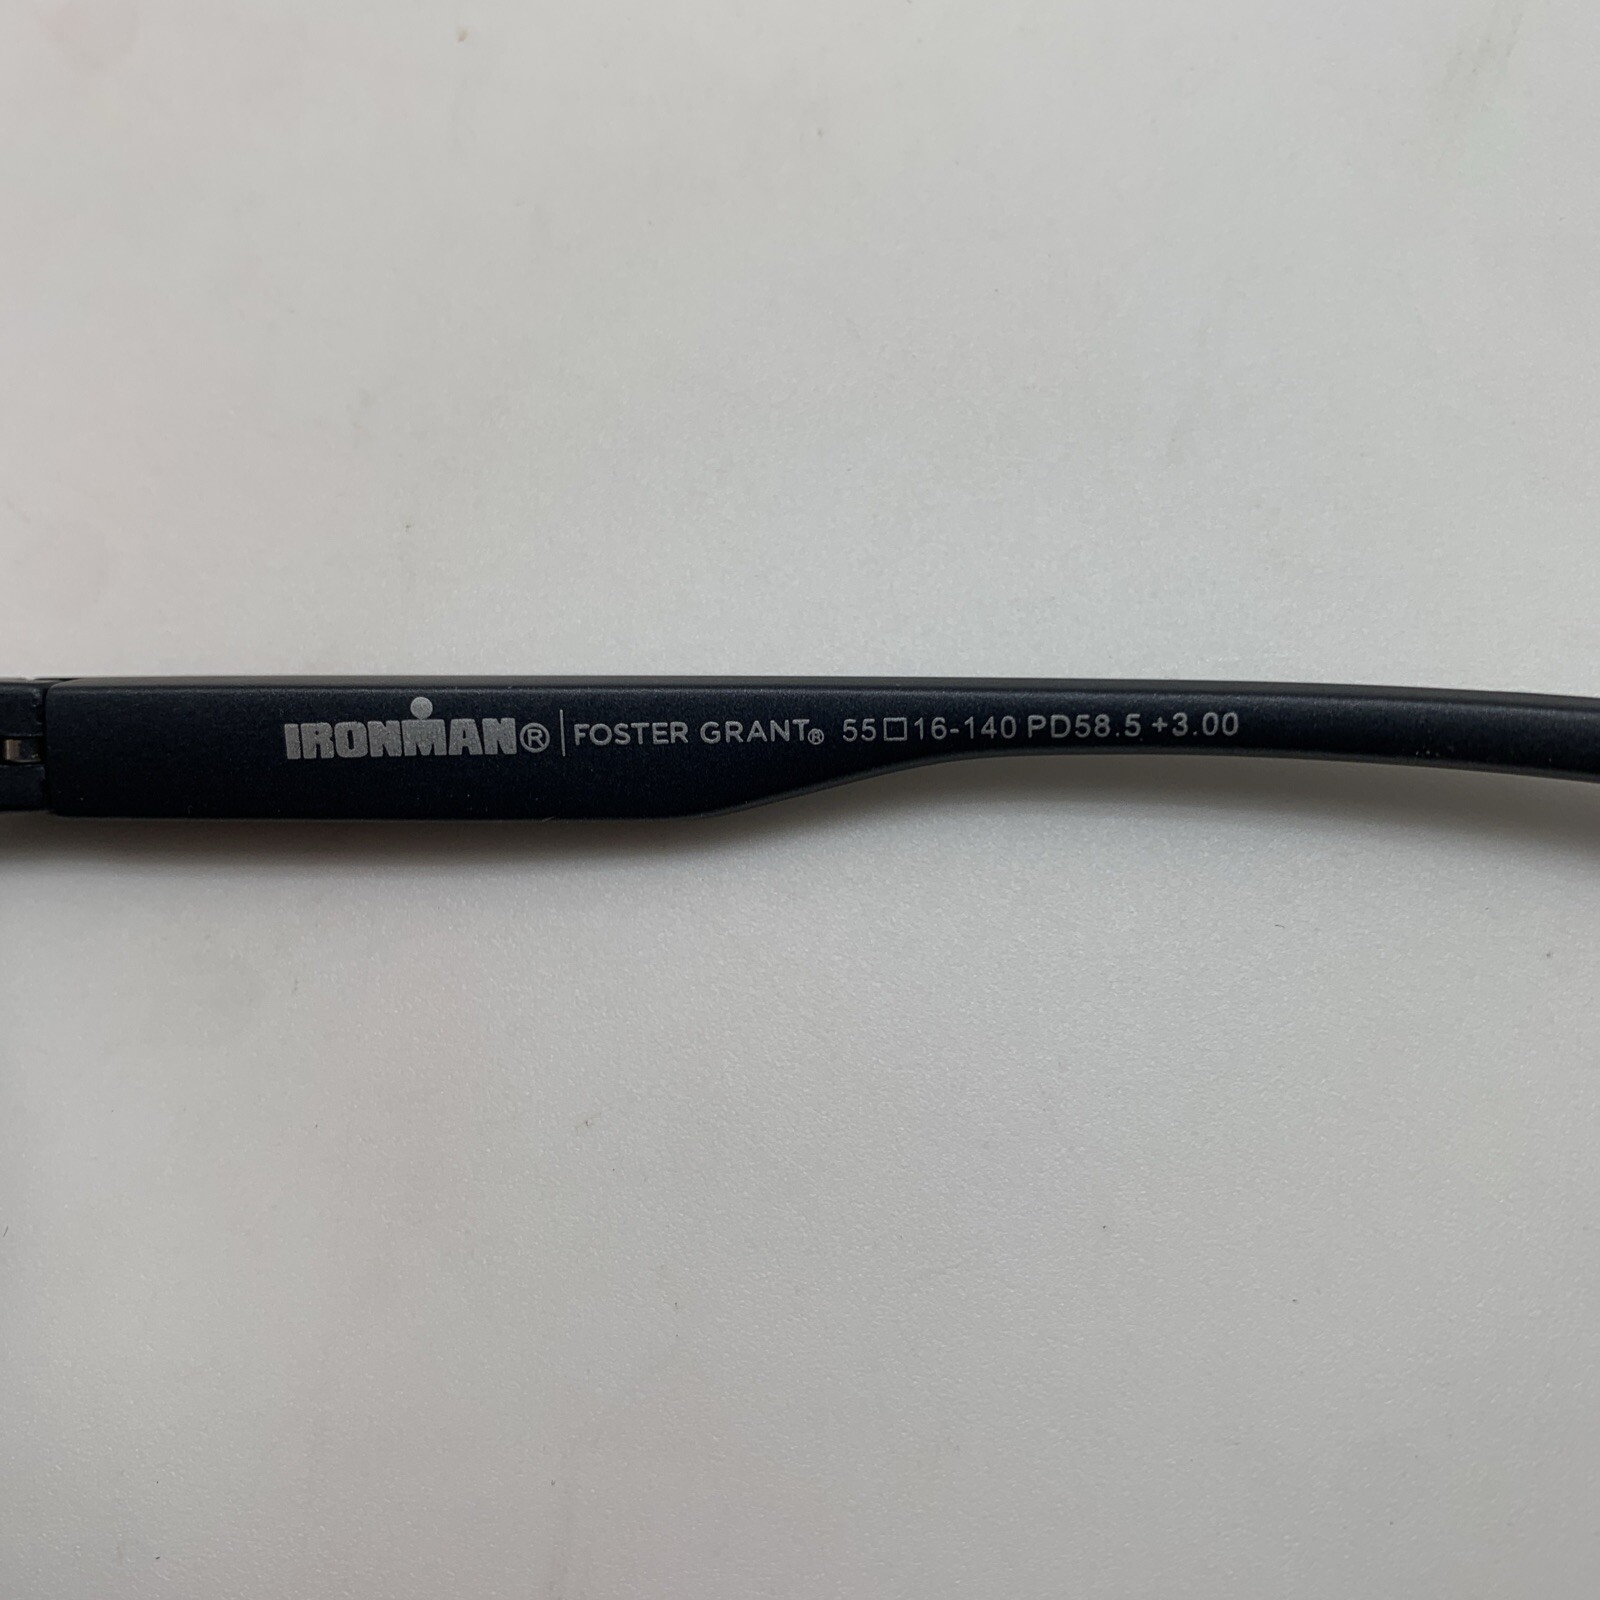 IRONMAN® | FOSTER GRANT® 55□16-140 PD58.5 +3.00